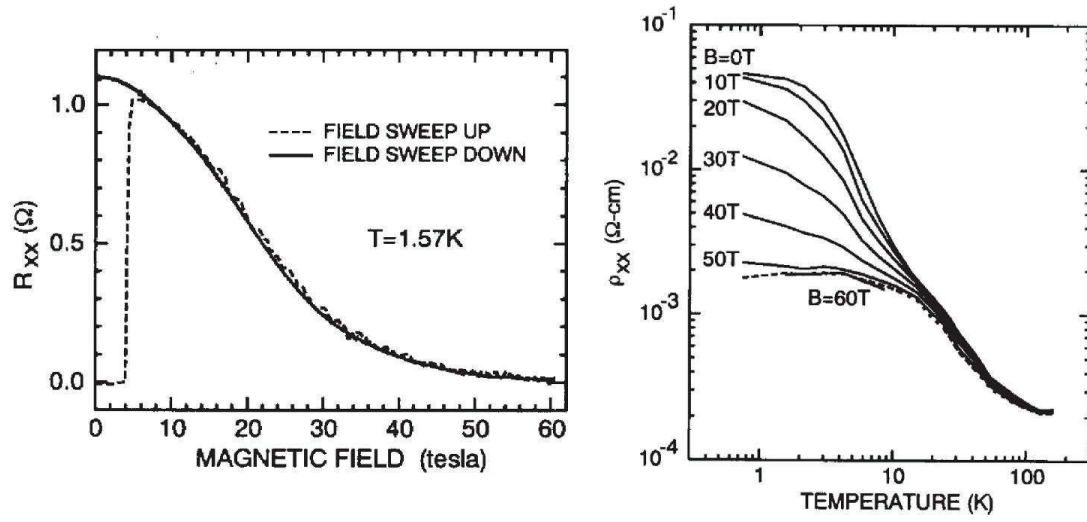 1.0
0.5
0.0
R_XX (Ω)
FIELD SWEEP UP
FIELD SWEEP DOWN
T=1.57K
0 10 20 30 40 50 60
MAGNETIC FIELD (tesla)
10⁻¹
10⁻²
10⁻³
10⁻⁴
ρ_XX (Ω-cm)
B=0T
10T
20T
30T
40T
50T
B=60T
1 10 100
TEMPERATURE (K)